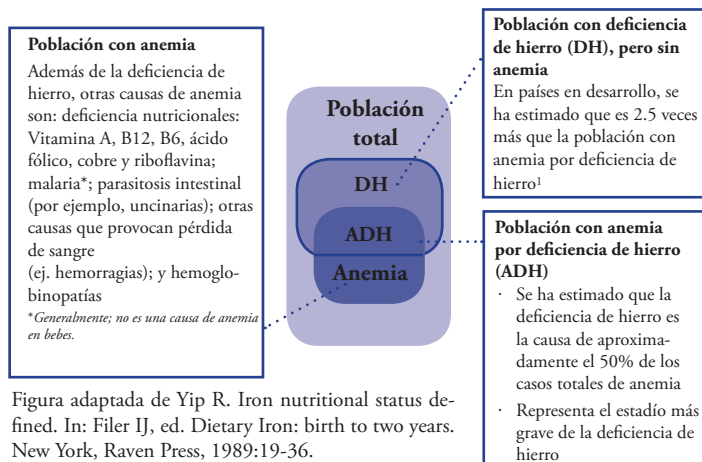 Población con anemia
Además de la deficiencia de
hierro, otras causas de anemia
son: deficiencia nutricionales:
Vitamina A, B12, B6, ácido
fólico, cobre y riboflavina;
malaria*; parasitosis intestinal
(por ejemplo, uncinarias); otras
causas que provocan pérdida
de sangre
(ej. hemorragias); y hemoglo-
binopatías
*Generalmente; no es una causa de anemia
en bebes.
Población
total
DH
ADH
Anemia
Población con deficiencia
de hierro (DH), pero sin
anemia
En países en desarrollo, se
ha estimado que es 2.5 veces
más que la población con
anemia por deficiencia de
hierro¹
Población con anemia
por deficiencia de hierro
(ADH)
· Se ha estimado que la
deficiencia de hierro es
la causa de aproxima-
damente el 50% de los
casos totales de anemia
· Representa el estadío más
grave de la deficiencia de
hierro
Figura adaptada de Yip R. Iron nutritional status de-
fined. In: Filer IJ, ed. Dietary Iron: birth to two years.
New York, Raven Press, 1989:19-36.